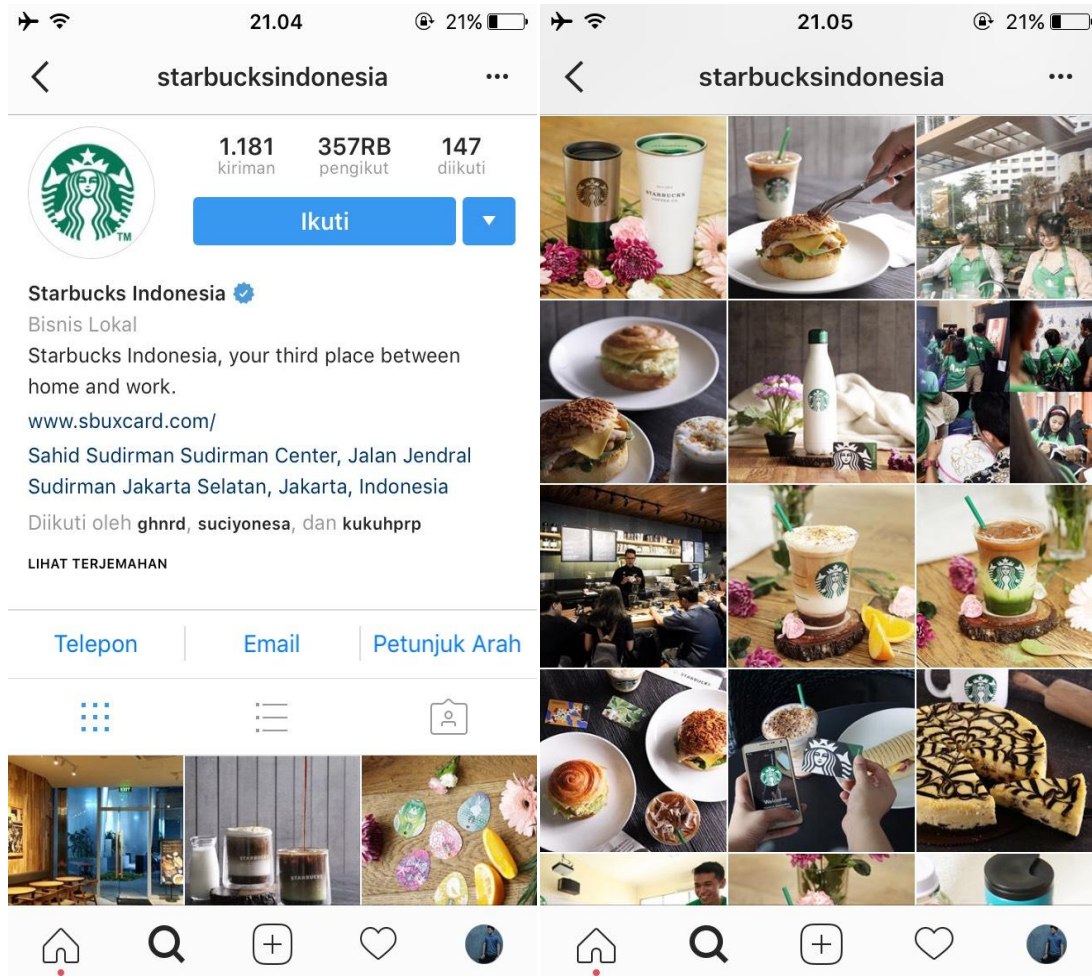 21.04
21%
starbucksindonesia
1.181
kiriman
357RB
pengikut
147
diikuti
Ikuti
TM
Starbucks Indonesia
Bisnis Lokal
Starbucks Indonesia, your third place between
home and work.
www.sbuxcard.com/
Sahid Sudirman Sudirman Center, Jalan Jendral
Sudirman Jakarta Selatan, Jakarta, Indonesia
Diikuti oleh ghnrd, suciyonesa, dan kukuhprp
LIHAT TERJEMAHAN
Telepon
Email
Petunjuk Arah
21.05
21%
starbucksindonesia
STARBUCKS